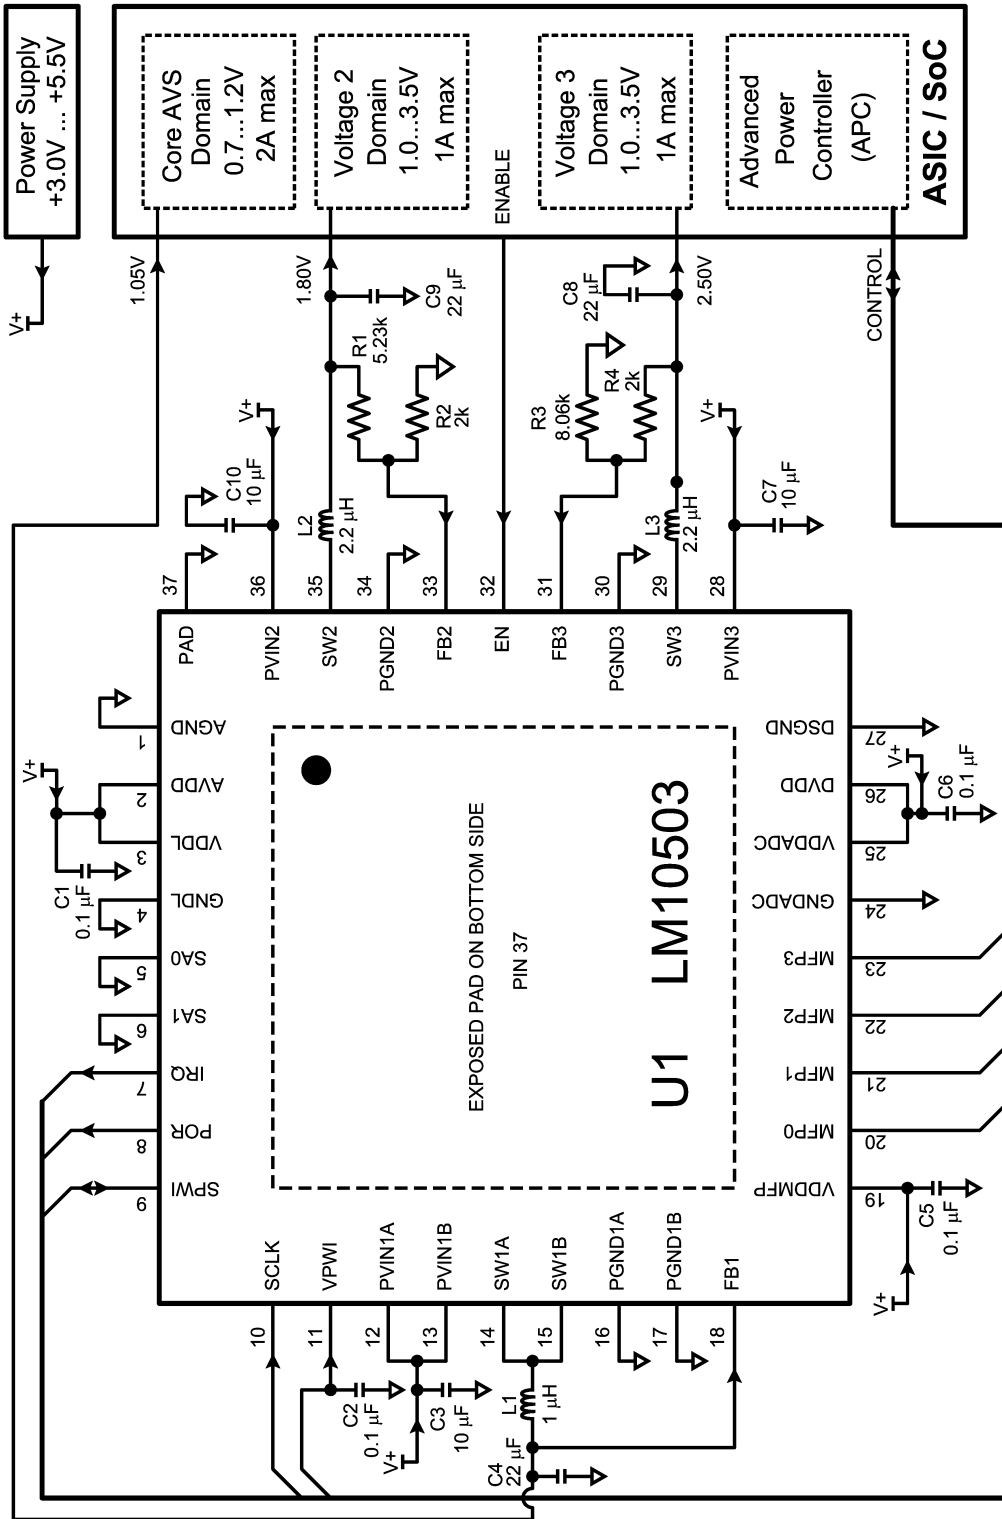 Power Supply
+3.0V ... +5.5V
V+
Core AVS
Domain
0.7...1.2V
2A max
Voltage 2
Domain
1.0...3.5V
1A max
Voltage 3
Domain
1.0...3.5V
1A max
Advanced
Power
Controller
(APC)
ASIC / SoC
ENABLE
1.05V
1.80V
2.50V
CONTROL
C9
22 µF
C8
22 µF
R1
5.23k
R2
2k
R3
8.06k
R4
2k
V+
C10
10 µF
L2
2.2 µH
L3
2.2 µH
V+
C7
10 µF
37
36
35
34
33
32
31
30
29
28
PAD
PVIN2
SW2
PGND2
FB2
EN
FB3
PGND3
SW3
PVIN3
1
AGND
2
AVDD
3
VDDL
4
GNDL
5
SA0
6
SA1
7
IRQ
8
POR
9
SPWI
V+
C1
0.1 µF
EXPOSED PAD ON BOTTOM SIDE
PIN 37
U1 LM10503
DSGND
27
DVDD
26
VDDADC
25
GNDADC
24
MFP3
23
MFP2
22
MFP1
21
MFP0
20
VDDMFP
19
V+
C6
0.1 µF
C5
0.1 µF
V+
SCLK
VPWI
PVIN1A
PVIN1B
SW1A
SW1B
PGND1A
PGND1B
FB1
10
11
12
13
14
15
16
17
18
C2
0.1 µF
V+
C3
10 µF
L1
1 µH
C4
22 µF